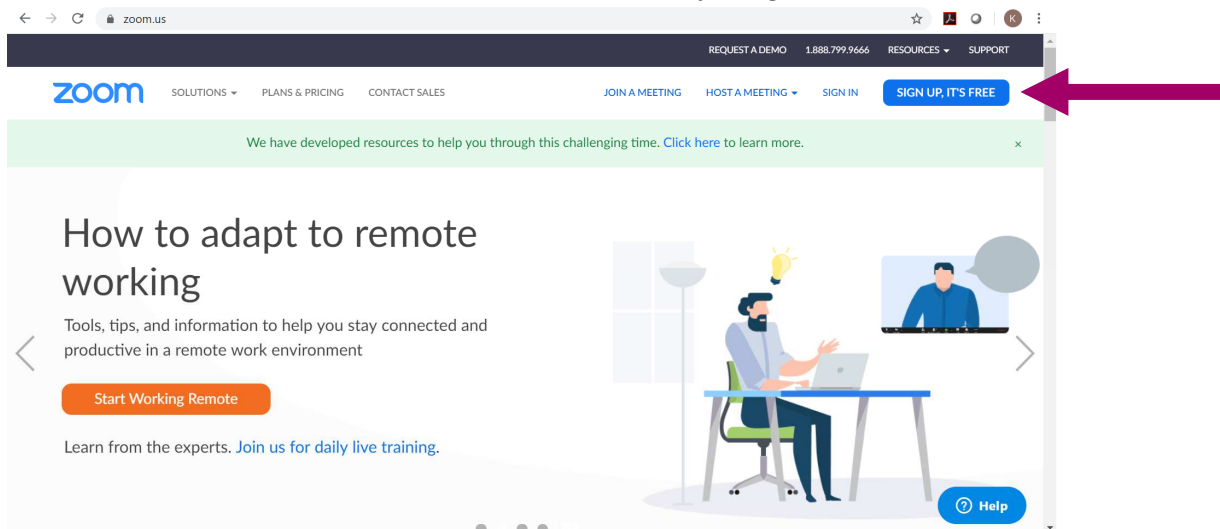 zoom.us
K
REQUEST A DEMO 1.888.799.9666 RESOURCES SUPPORT
zoom SOLUTIONS PLANS & PRICING CONTACT SALES JOIN A MEETING HOST A MEETING SIGN IN SIGN UP, IT'S FREE
We have developed resources to help you through this challenging time. Click here to learn more. ×
How to adapt to remote
working
Tools, tips, and information to help you stay connected and
productive in a remote work environment
Start Working Remote
Learn from the experts. Join us for daily live training.
? Help